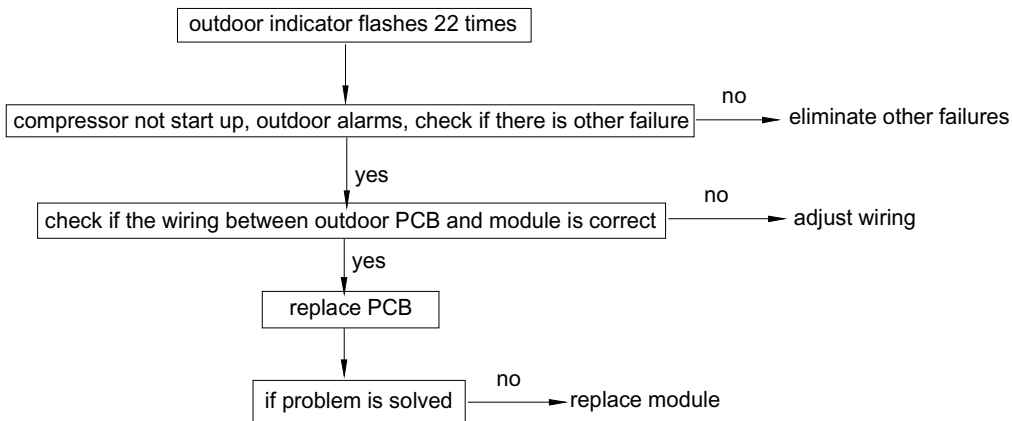 outdoor indicator flashes 22 times
no
compressor not start up, outdoor alarms, check if there is other failure
eliminate other failures
yes
no
check if the wiring between outdoor PCB and module is correct
adjust wiring
yes
replace PCB
no
if problem is solved
replace module